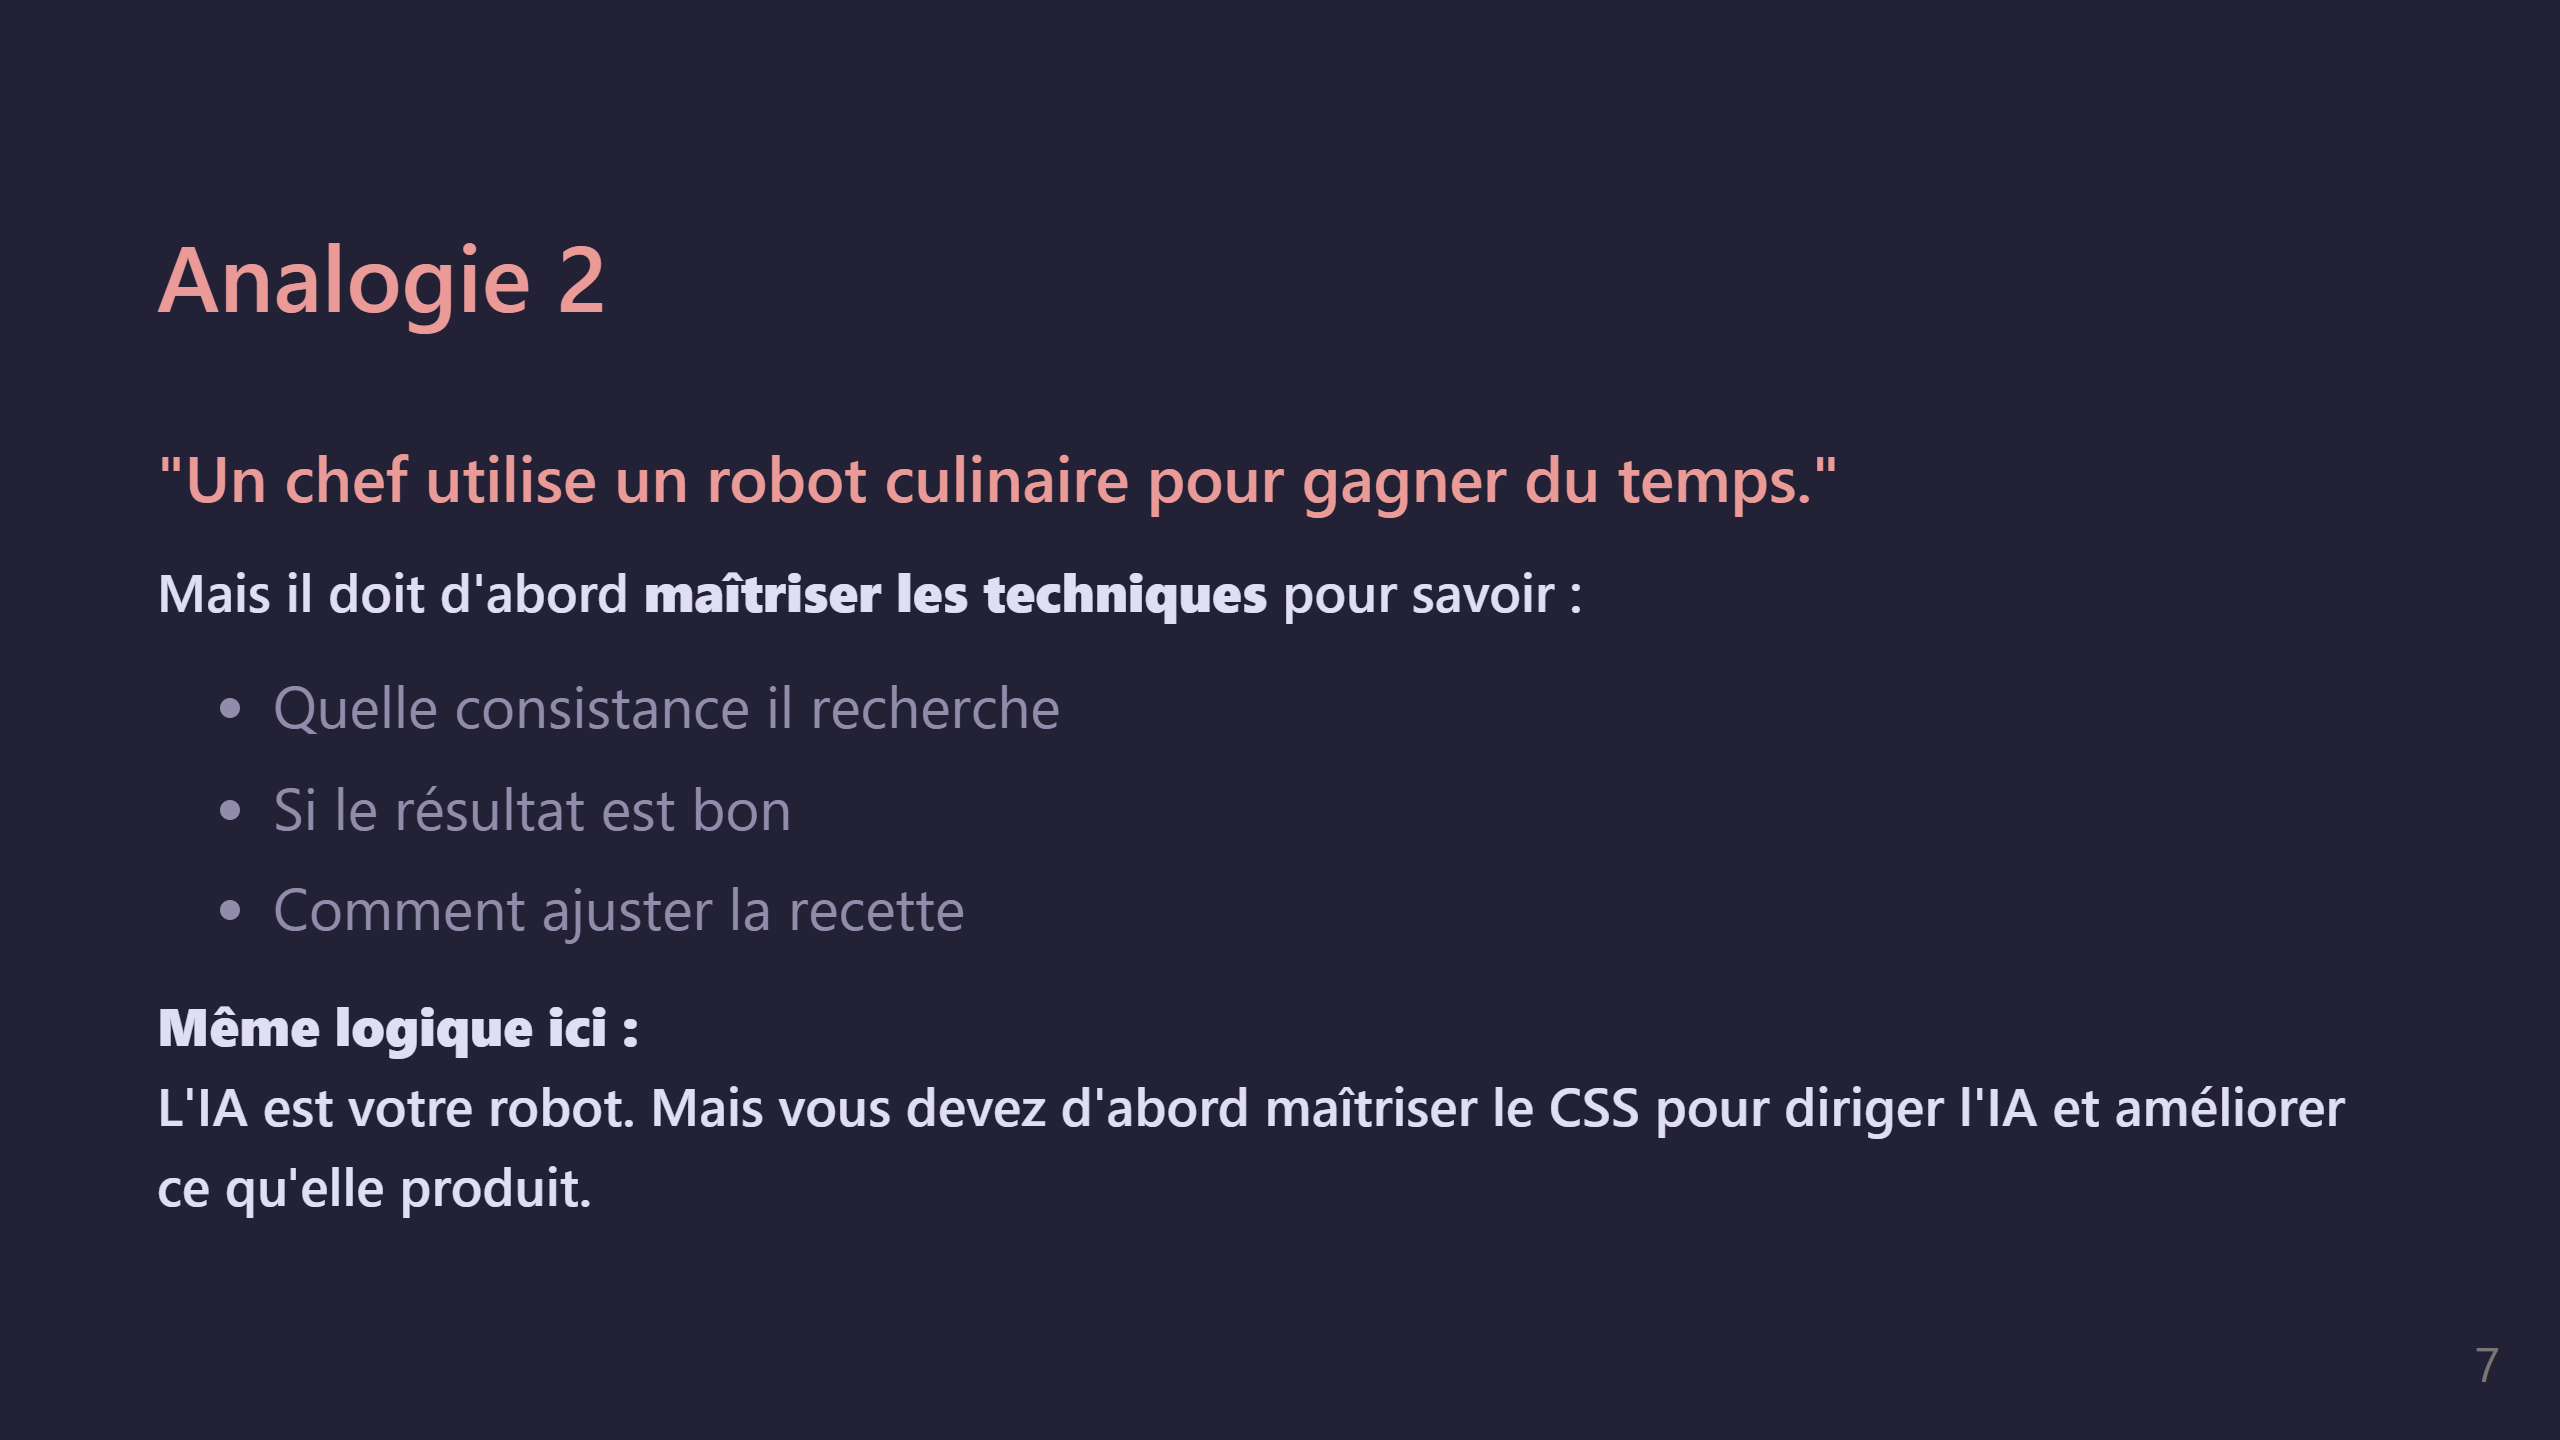 Analogie 2
"Un chef utilise un robot culinaire pour gagner du temps."
Mais il doit d'abord maîtriser les techniques pour savoir :
• Quelle consistance il recherche
• Si le résultat est bon
• Comment ajuster la recette
Même logique ici :
L'IA est votre robot. Mais vous devez d'abord maîtriser le CSS pour diriger l'IA et améliorer
ce qu'elle produit.
7